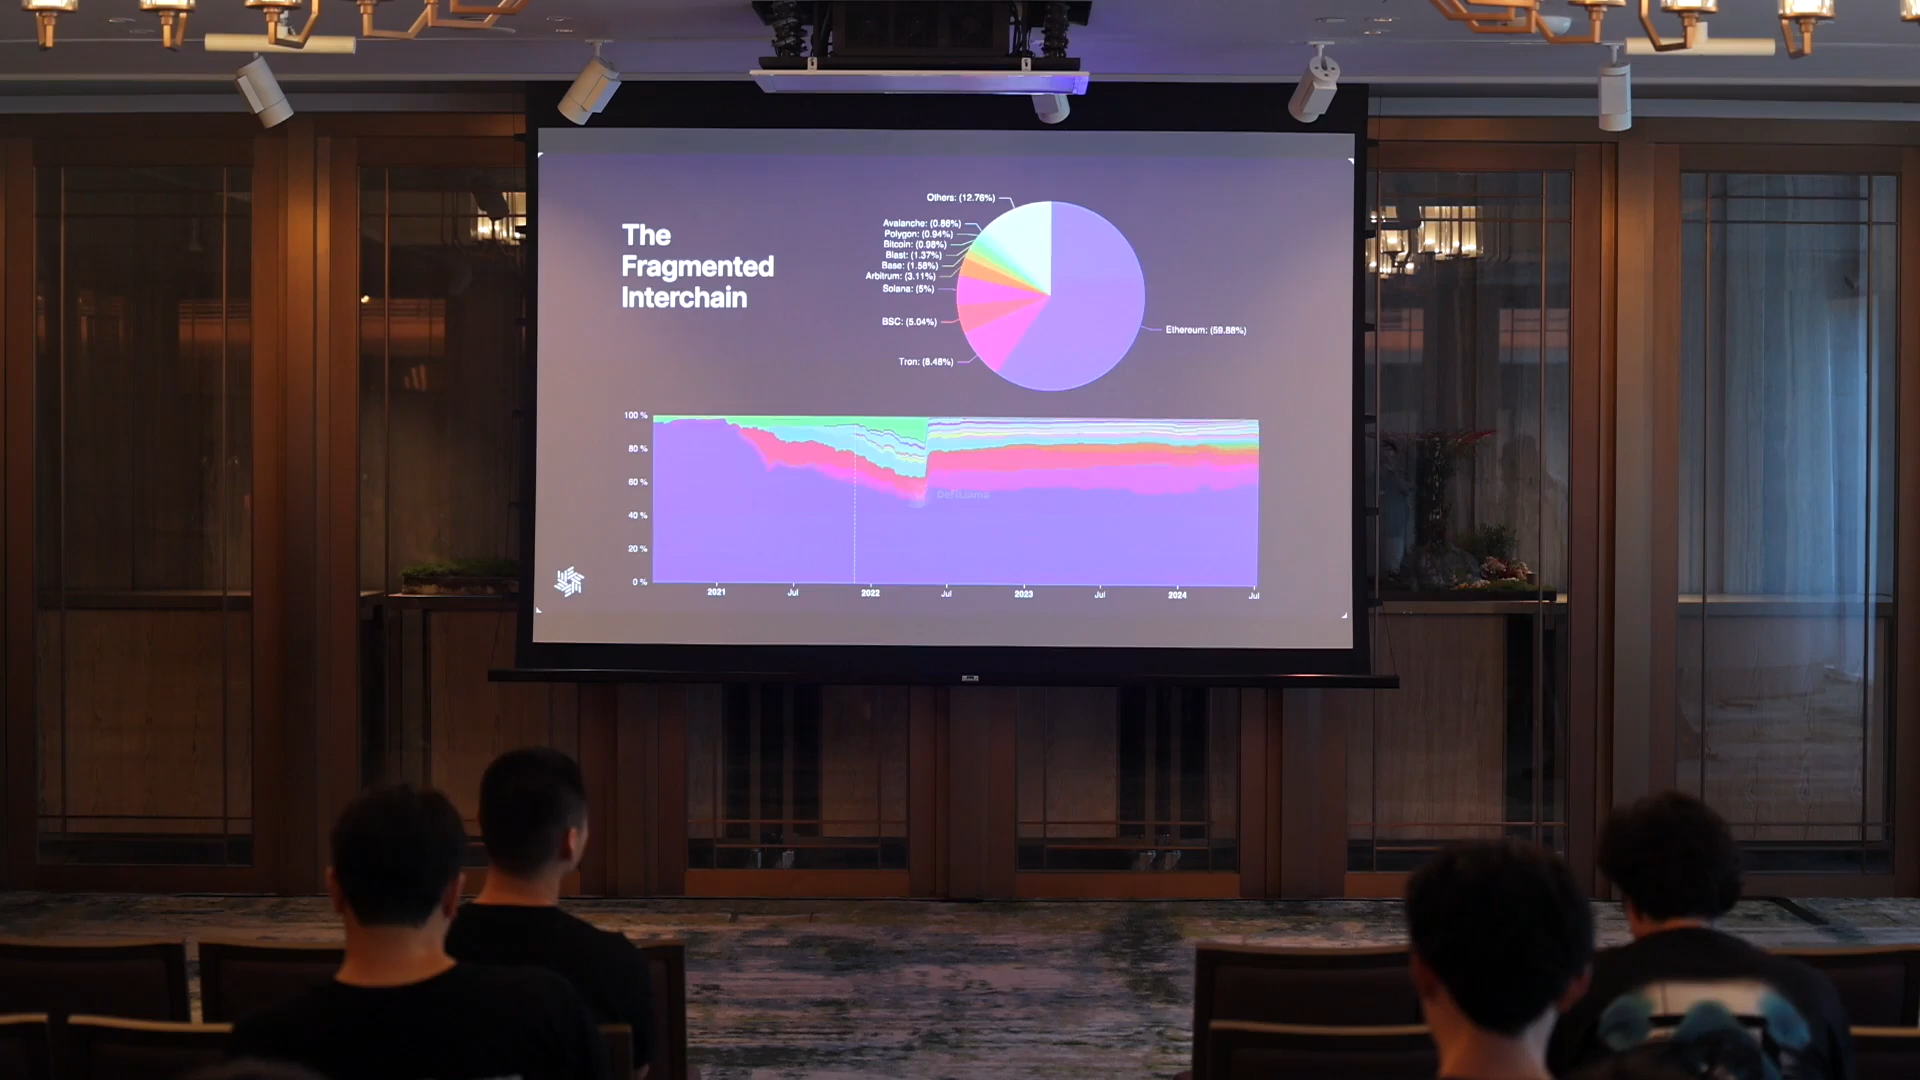 The
Fragmented
Interchain
Others: (12.76%)
Avalanche: (0.86%)
Polygon: (0.94%)
Bitcoin: (0.98%)
Blast: (1.37%)
Base: (1.58%)
Arbitrum: (3.11%)
Solana: (5%)
BSC: (5.04%)
Tron: (8.48%)
Ethereum: (59.88%)
100 %
80 %
60 %
40 %
20 %
0 %
DefiLlama
2021 Jul 2022 Jul 2023 Jul 2024 Jul